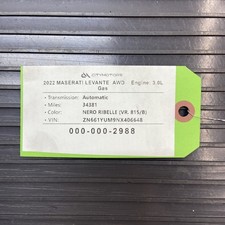 2022 MASERATI LEVANTE AWD Engine 3.0L
Gas
- Transmission: Automatic
- Miles: 34381
- Color: NERO RIBELLE (VR. 815/B)
- VIN: ZN661YUM9NX406648
000-000-2988